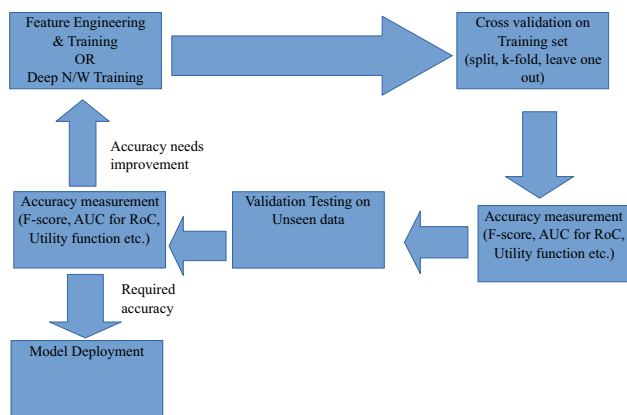 Feature Engineering
& Training
OR
Deep N/W Training
Cross validation on
Training set
(split, k-fold, leave one
out)
Accuracy needs
improvement
Accuracy measurement
(F-score, AUC for RoC,
Utility function etc.)
Validation Testing on
Unseen data
Accuracy measurement
(F-score, AUC for RoC,
Utility function etc.)
Required
accuracy
Model Deployment